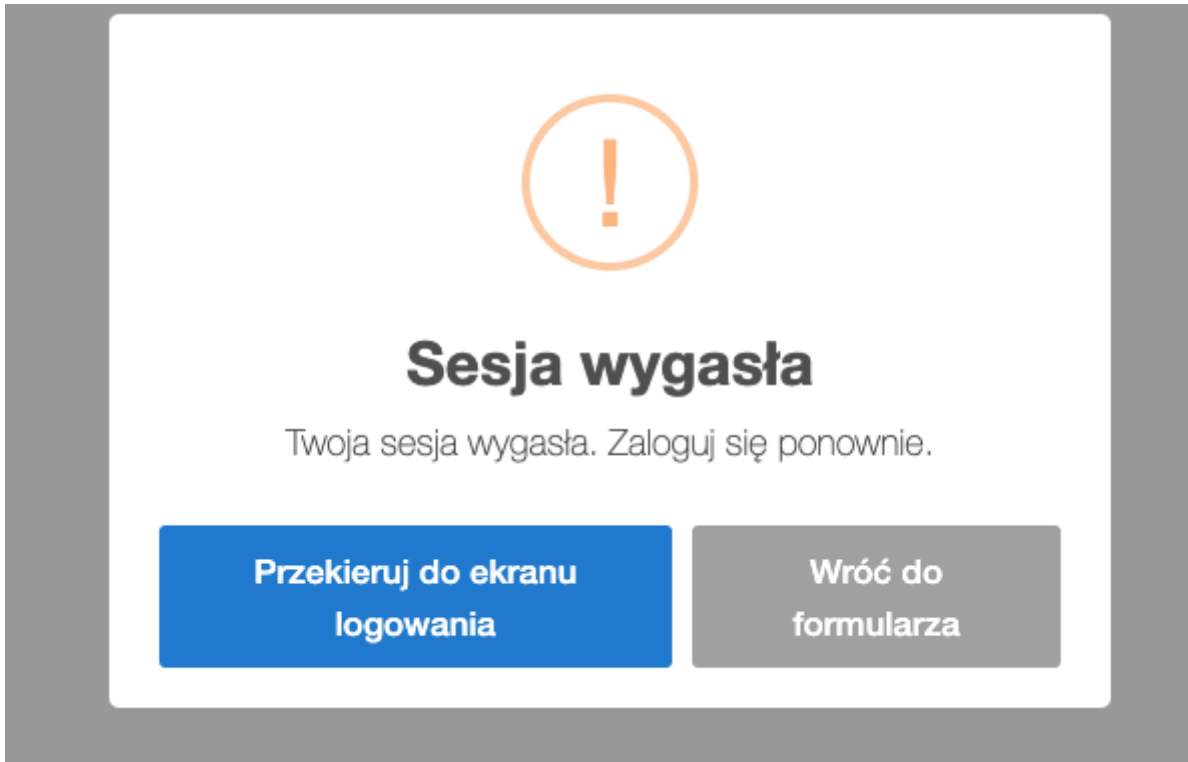 !
Sesja wygasła
Twoja sesja wygasła. Zaloguj się ponownie.
Przekieruj do ekranu
logowania
Wróć do
formularza